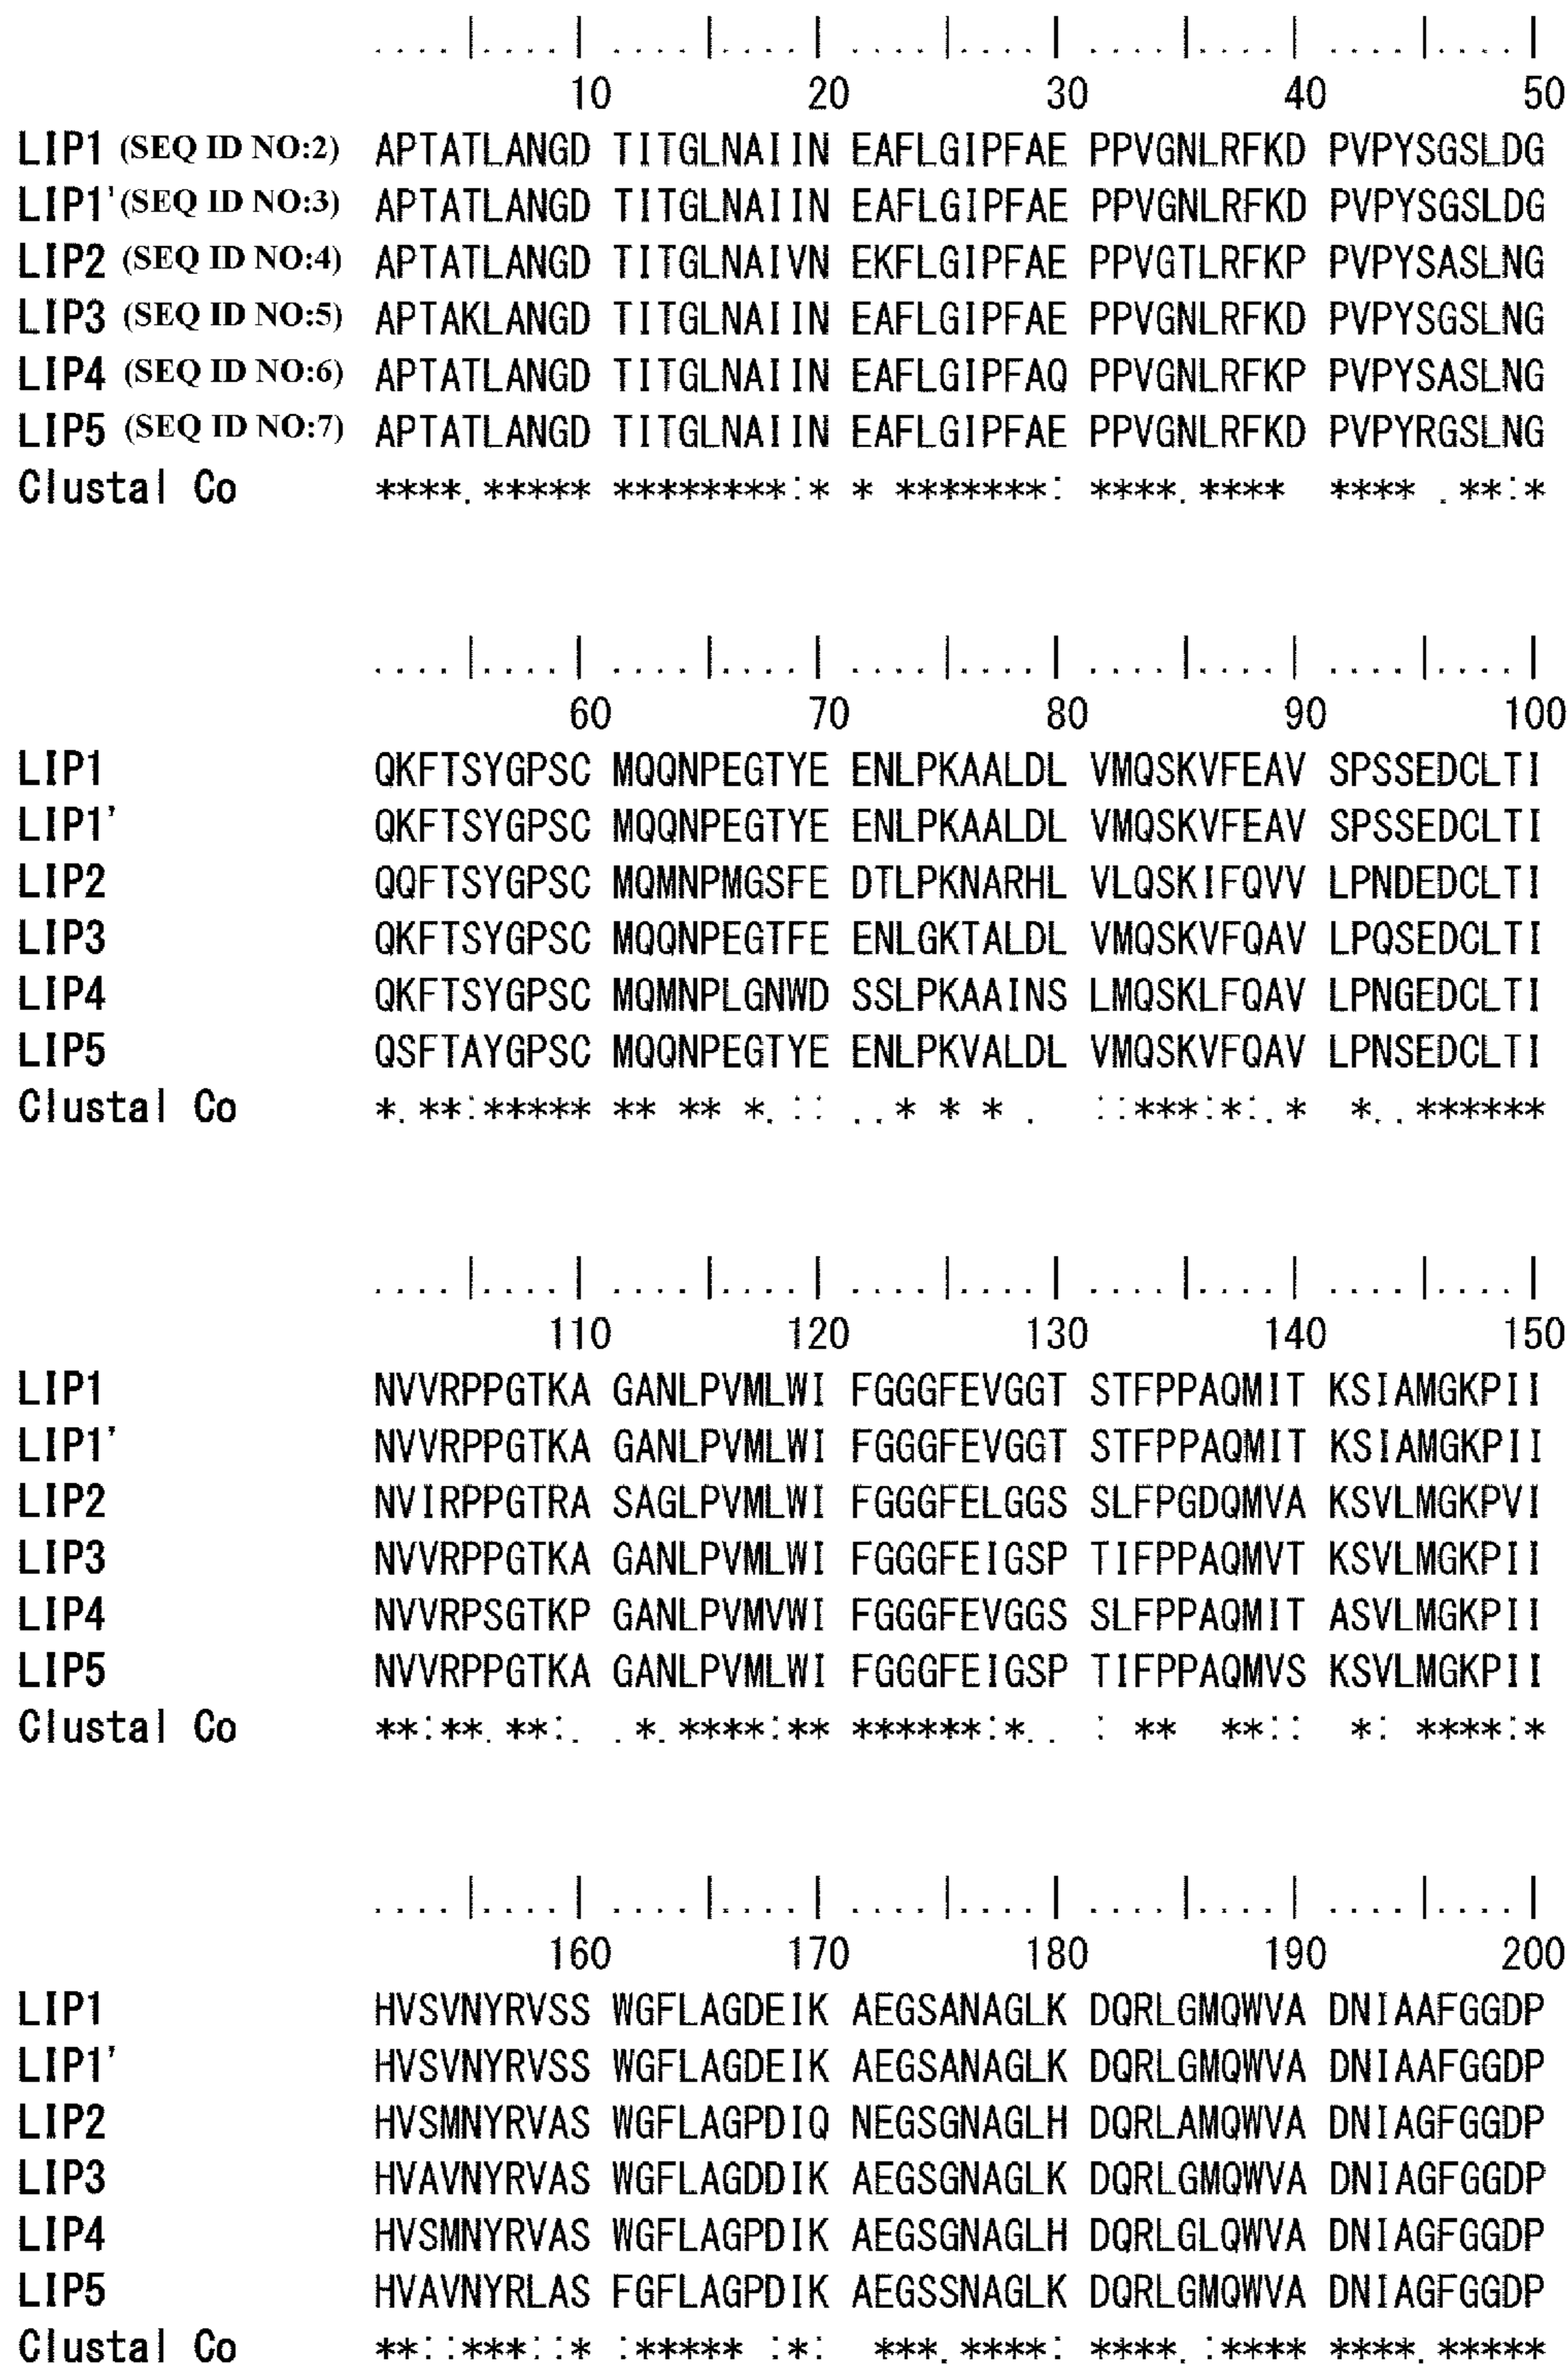 ....|....| ....|....| ....|....| ....|....| ....|....|
10 20 30 40 50
LIP1 (SEQ ID NO:2) APTATLANGD TITGLNAIIN EAFLGIPFAE PPVGNLRFKD PVPYSGSLDG
LIP1'(SEQ ID NO:3) APTATLANGD TITGLNAIIN EAFLGIPFAE PPVGNLRFKD PVPYSGSLDG
LIP2 (SEQ ID NO:4) APTATLANGD TITGLNAIVN EKFLGIPFAE PPVGTLRFKP PVPYSASLNG
LIP3 (SEQ ID NO:5) APTAKLANGD TITGLNAIIN EAFLGIPFAE PPVGNLRFKD PVPYSGSLNG
LIP4 (SEQ ID NO:6) APTATLANGD TITGLNAIIN EAFLGIPFAQ PPVGNLRFKP PVPYSASLNG
LIP5 (SEQ ID NO:7) APTATLANGD TITGLNAIIN EAFLGIPFAE PPVGNLRFKD PVPYRGSLNG
Clustal Co ****.***** ********:* * *******: ****.**** **** .**:*
....|....| ....|....| ....|....| ....|....| ....|....|
60 70 80 90 100
LIP1 QKFTSYGPSC MQQNPEGTYE ENLPKAALDL VMQSKVFEAV SPSSEDCLTI
LIP1' QKFTSYGPSC MQQNPEGTYE ENLPKAALDL VMQSKVFEAV SPSSEDCLTI
LIP2 QQFTSYGPSC MQMNPMGSFE DTLPKNARHL VLQSKIFQVV LPNDEDCLTI
LIP3 QKFTSYGPSC MQQNPEGTFE ENLGKTALDL VMQSKVFQAV LPQSEDCLTI
LIP4 QKFTSYGPSC MQMNPLGNWD SSLPKAAINS LMQSKLFQAV LPNGEDCLTI
LIP5 QSFTAYGPSC MQQNPEGTYE ENLPKVALDL VMQSKVFQAV LPNSEDCLTI
Clustal Co *.**:***** ** ** *.:: ..* * * . ::***:*:.* *..******
....|....| ....|....| ....|....| ....|....| ....|....|
110 120 130 140 150
LIP1 NVVRPPGTKA GANLPVMLWI FGGGFEVGGT STFPPAQMIT KSIAMGKPII
LIP1' NVVRPPGTKA GANLPVMLWI FGGGFEVGGT STFPPAQMIT KSIAMGKPII
LIP2 NVIRPPGTRA SAGLPVMLWI FGGGFELGGS SLFPGDQMVA KSVLMGKPVI
LIP3 NVVRPPGTKA GANLPVMLWI FGGGFEIGSP TIFPPAQMVT KSVLMGKPII
LIP4 NVVRPSGTKP GANLPVMVWI FGGGFEVGGS SLFPPAQMIT ASVLMGKPII
LIP5 NVVRPPGTKA GANLPVMLWI FGGGFEIGSP TIFPPAQMVS KSVLMGKPII
Clustal Co **:**.**:. .*.****:** ******:*.. : ** **:: *: ****:*
....|....| ....|....| ....|....| ....|....| ....|....|
160 170 180 190 200
LIP1 HVSVNYRVSS WGFLAGDEIK AEGSANAGLK DQRLGMQWVA DNIAAFGGDP
LIP1' HVSVNYRVSS WGFLAGDEIK AEGSANAGLK DQRLGMQWVA DNIAAFGGDP
LIP2 HVSMNYRVAS WGFLAGPDIQ NEGSGNAGLH DQRLAMQWVA DNIAGFGGDP
LIP3 HVAVNYRVAS WGFLAGDDIK AEGSGNAGLK DQRLGMQWVA DNIAGFGGDP
LIP4 HVSMNYRVAS WGFLAGPDIK AEGSGNAGLH DQRLGLQWVA DNIAGFGGDP
LIP5 HVAVNYRLAS FGFLAGPDIK AEGSSNAGLK DQRLGMQWVA DNIAGFGGDP
Clustal Co **::***::* :***** :*: ***.****: ****.:**** ****.*****